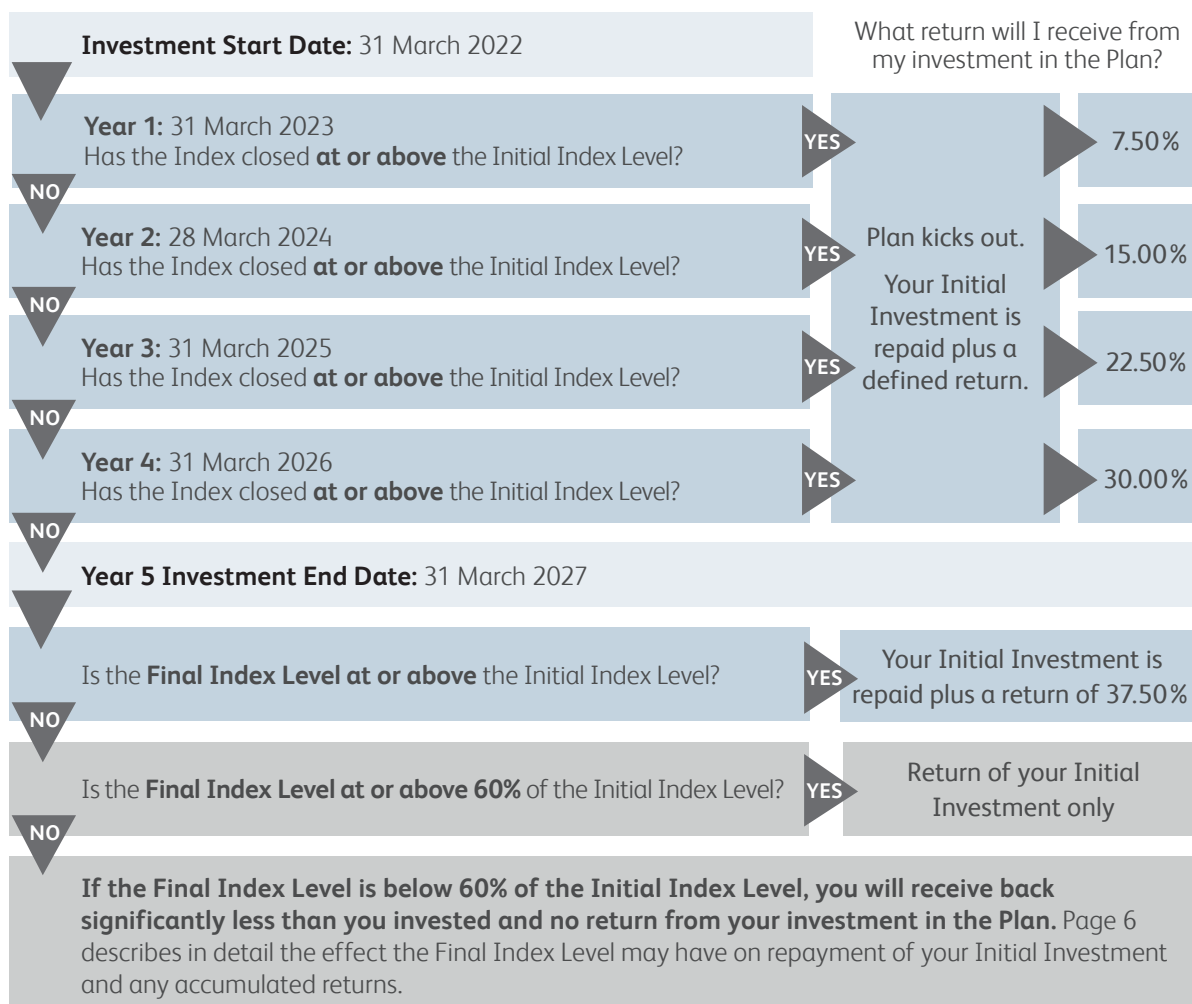 Investment Start Date: 31 March 2022
What return will I receive from
my investment in the Plan?
Year 1: 31 March 2023
Has the Index closed at or above the Initial Index Level?
YES
7.50%
NO
Year 2: 28 March 2024
Has the Index closed at or above the Initial Index Level?
YES
Plan kicks out.
Your Initial
Investment is
repaid plus a
defined return.
15.00%
NO
Year 3: 31 March 2025
Has the Index closed at or above the Initial Index Level?
YES
22.50%
NO
Year 4: 31 March 2026
Has the Index closed at or above the Initial Index Level?
YES
30.00%
NO
Year 5 Investment End Date: 31 March 2027
Is the Final Index Level at or above the Initial Index Level?
YES
Your Initial Investment is
repaid plus a return of 37.50%
NO
Is the Final Index Level at or above 60% of the Initial Index Level?
YES
Return of your Initial
Investment only
NO
If the Final Index Level is below 60% of the Initial Index Level, you will receive back
significantly less than you invested and no return from your investment in the Plan. Page 6
describes in detail the effect the Final Index Level may have on repayment of your Initial Investment
and any accumulated returns.